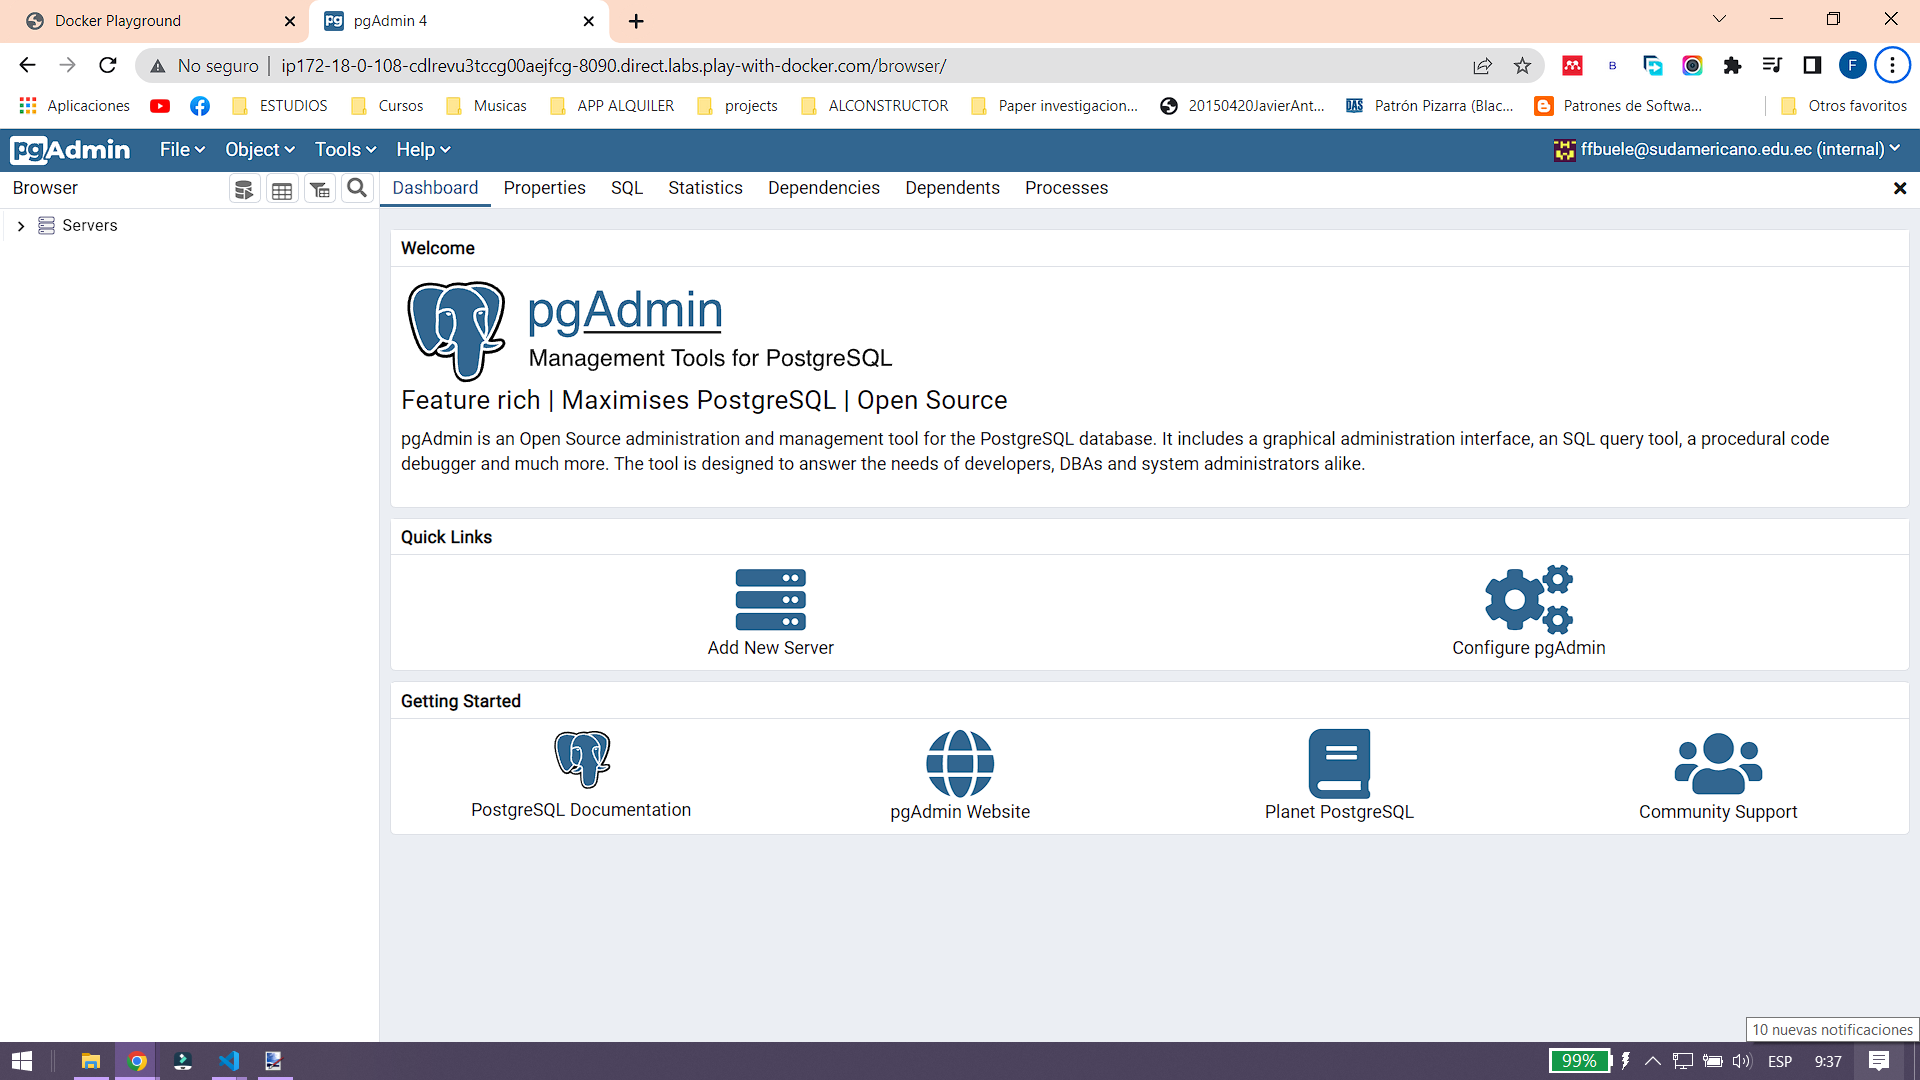 Docker Playground
pgAdmin 4
No seguro | ip172-18-0-108-cdlrevu3tccg00aejfcg-8090.direct.labs.play-with-docker.com/browser/
B
F
Aplicaciones
ESTUDIOS
Cursos
Musicas
APP ALQUILER
projects
ALCONSTRUCTOR
Paper investigacion...
20150420JavierAnt...
Patrón Pizarra (Blac...
Patrones de Softwa...
Otros favoritos
pgAdmin
File
Object
Tools
Help
ffbuele@sudamericano.edu.ec (internal)
Browser
Dashboard
Properties
SQL
Statistics
Dependencies
Dependents
Processes
Servers
Welcome
pgAdmin
Management Tools for PostgreSQL
Feature rich | Maximises PostgreSQL | Open Source
pgAdmin is an Open Source administration and management tool for the PostgreSQL database. It includes a graphical administration interface, an SQL query tool, a procedural code
debugger and much more. The tool is designed to answer the needs of developers, DBAs and system administrators alike.
Quick Links
Add New Server
Configure pgAdmin
Getting Started
PostgreSQL Documentation
pgAdmin Website
Planet PostgreSQL
Community Support
10 nuevas notificaciones
99%
ESP
9:37